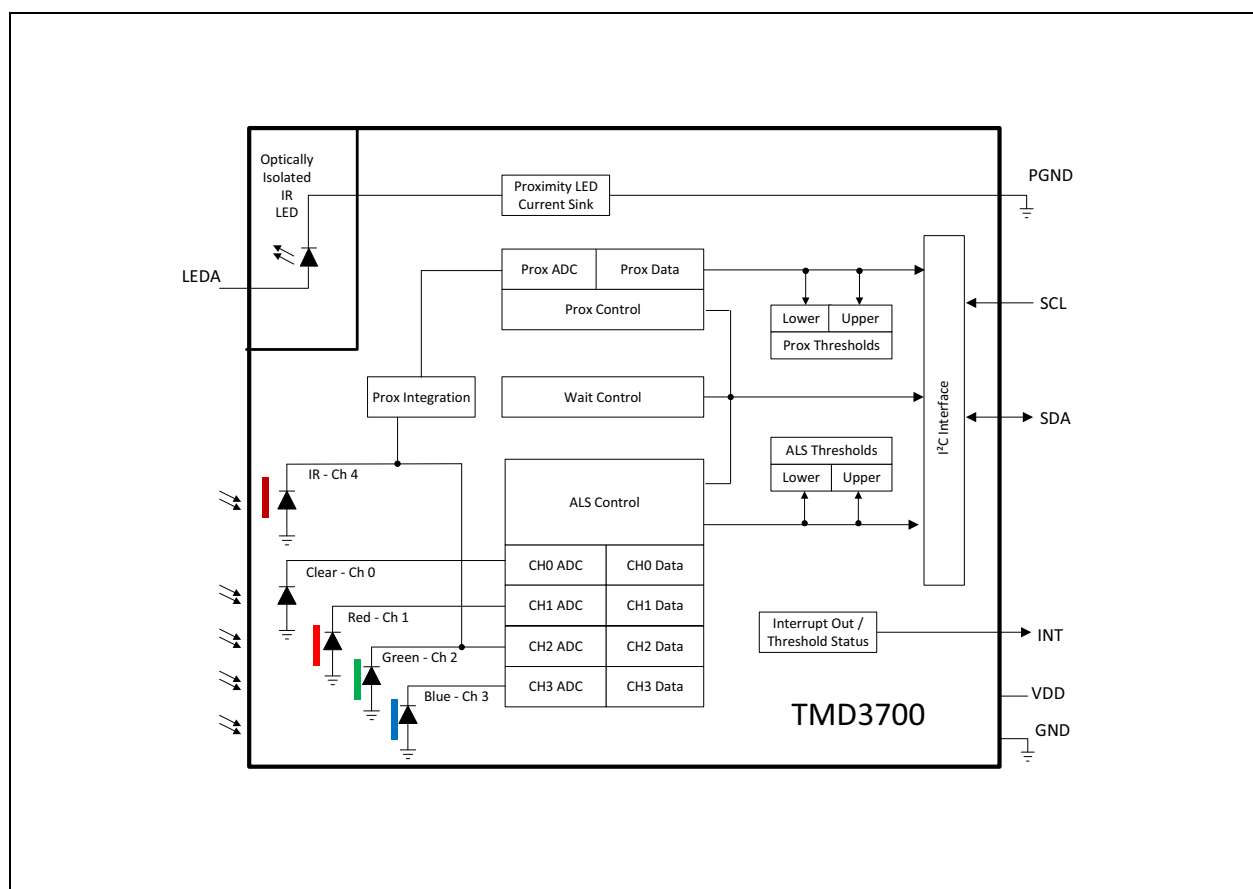 Optically
Isolated
IR
LED
LEDA
Proximity LED
Current Sink
PGND
Prox ADC
Prox Data
Prox Control
Lower
Upper
Prox Thresholds
SCL
Prox Integration
Wait Control
I²C Interface
SDA
ALS Thresholds
Lower
Upper
IR - Ch 4
ALS Control
Clear - Ch 0
CH0 ADC
CH0 Data
Red - Ch 1
CH1 ADC
CH1 Data
Green - Ch 2
CH2 ADC
CH2 Data
Blue - Ch 3
CH3 ADC
CH3 Data
Interrupt Out /
Threshold Status
INT
VDD
TMD3700
GND